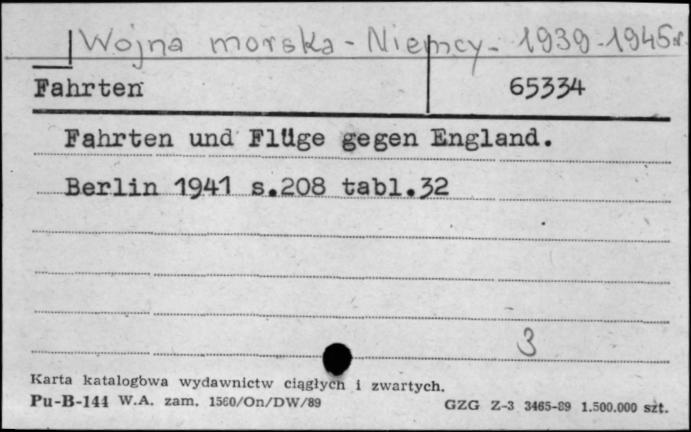 Wojna morska - Niemcy - 1939-1945 r.
Fahrten 65334
Fahrten und Flüge gegen England.
Berlin 1941 s.208 tabl.32
3
Karta katalogowa wydawnictw ciągłych i zwartych.
Pu-B-144 W.A. zam. 1560/On/DW/89 GZG Z-3 3465-89 1.500.000 szt.